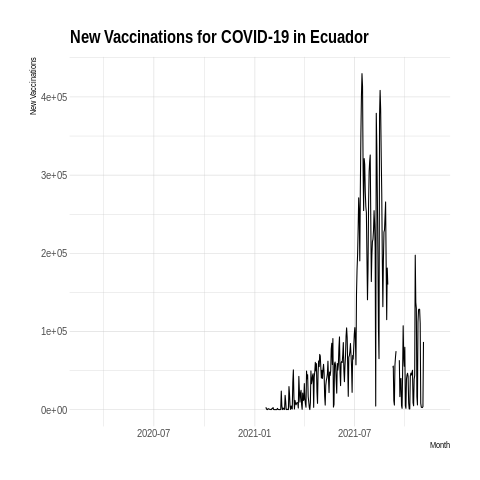 New Vaccinations for COVID-19 in Ecuador
New Vaccinations
4e+05
3e+05
2e+05
1e+05
0e+00
2020-07
2021-01
2021-07
Month